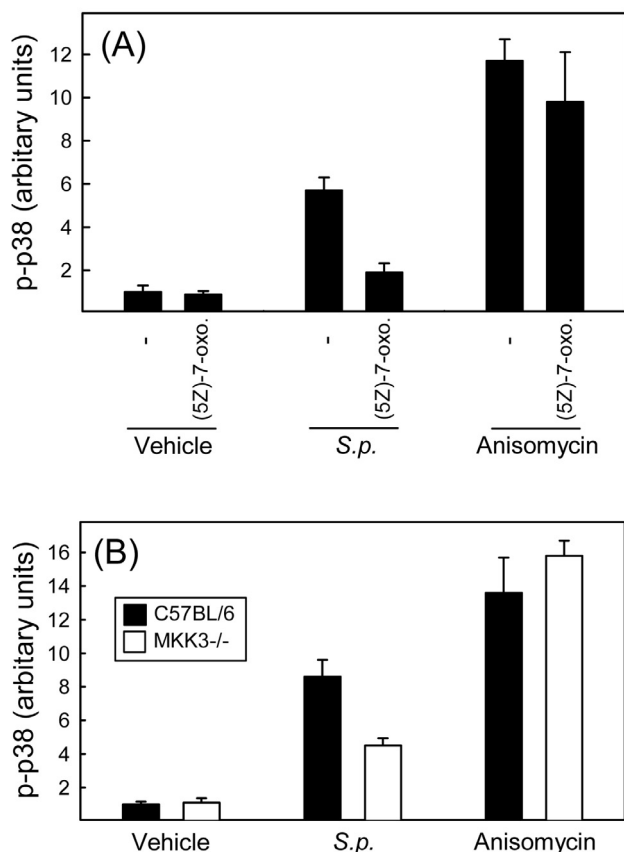 (A)
p-p38 (arbitary units)
12
10
8
6
4
2
-
(5Z)-7-oxo.
-
(5Z)-7-oxo.
-
(5Z)-7-oxo.
Vehicle
S.p.
Anisomycin
(B)
p-p38 (arbitary units)
16
14
12
10
8
6
4
2
C57BL/6
MKK3-/-
Vehicle
S.p.
Anisomycin